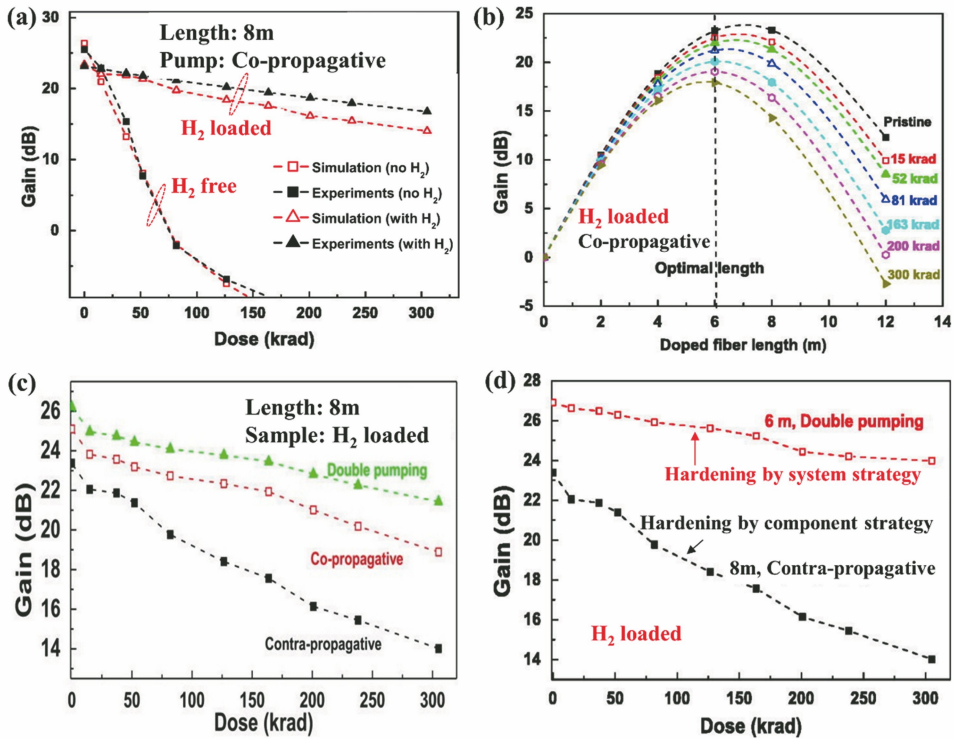 (a)
30
20
10
0
Gain (dB)
Length: 8m
Pump: Co-propagative
H2 loaded
H2 free
Simulation (no H2)
Experiments (no H2)
Simulation (with H2)
Experiments (with H2)
0 50 100 150 200 250 300
Dose (krad)
(b)
25
20
15
10
5
0
-5
Gain (dB)
Pristine
15 krad
52 krad
81 krad
163 krad
200 krad
300 krad
H2 loaded
Co-propagative
Optimal length
0 2 4 6 8 10 12 14
Doped fiber length (m)
(c)
26
24
22
20
18
16
14
Gain (dB)
Length: 8m
Sample: H2 loaded
Double pumping
Co-propagative
Contra-propagative
0 50 100 150 200 250 300
Dose (krad)
(d)
28
26
24
22
20
18
16
14
Gain (dB)
6 m, Double pumping
Hardening by system strategy
Hardening by component strategy
8m, Contra-propagative
H2 loaded
0 50 100 150 200 250 300
Dose (krad)